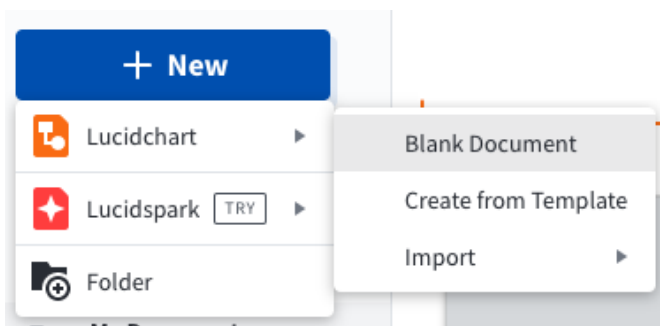 + New
Lucidchart
Lucidspark TRY
Folder
Blank Document
Create from Template
Import